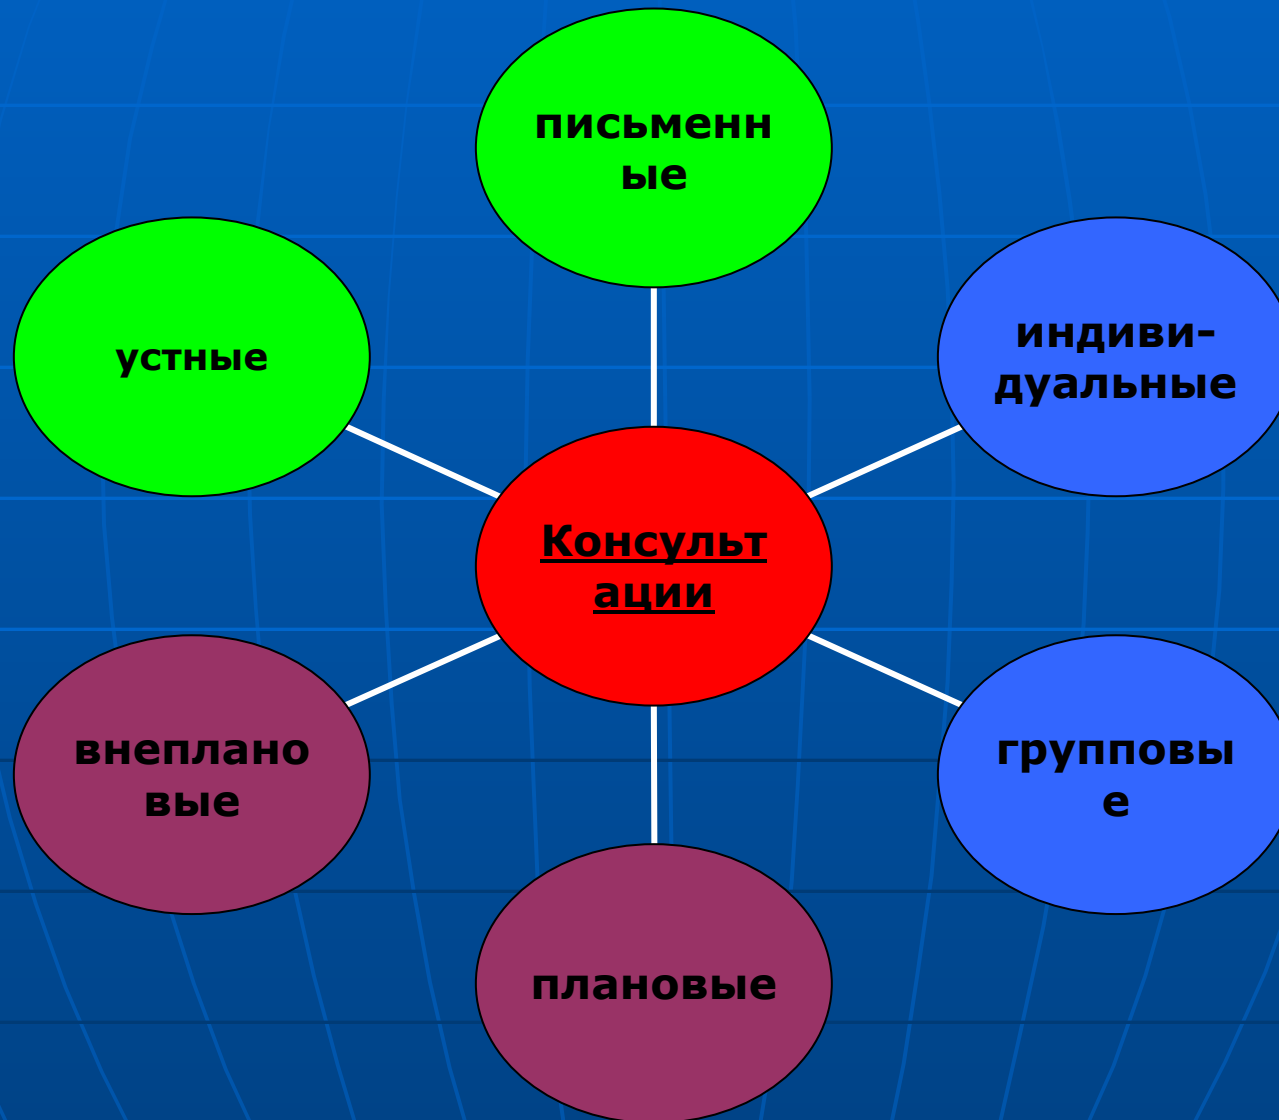 письменн
ые
устные
индиви-
дуальные
Консульт
ации
внеплано
вые
групповы
е
плановые